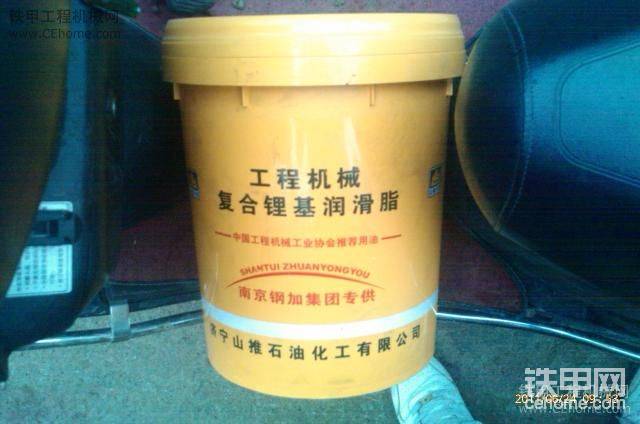 铁甲工程机械网
www.CEhome.com
工程机械
复合锂基润滑脂
中国工程机械工业协会推荐用油
SHANTUI ZHUANYONGYOU
南京钢加集团专供
济宁山推石油化工有限公司
铁甲网
cehome.com